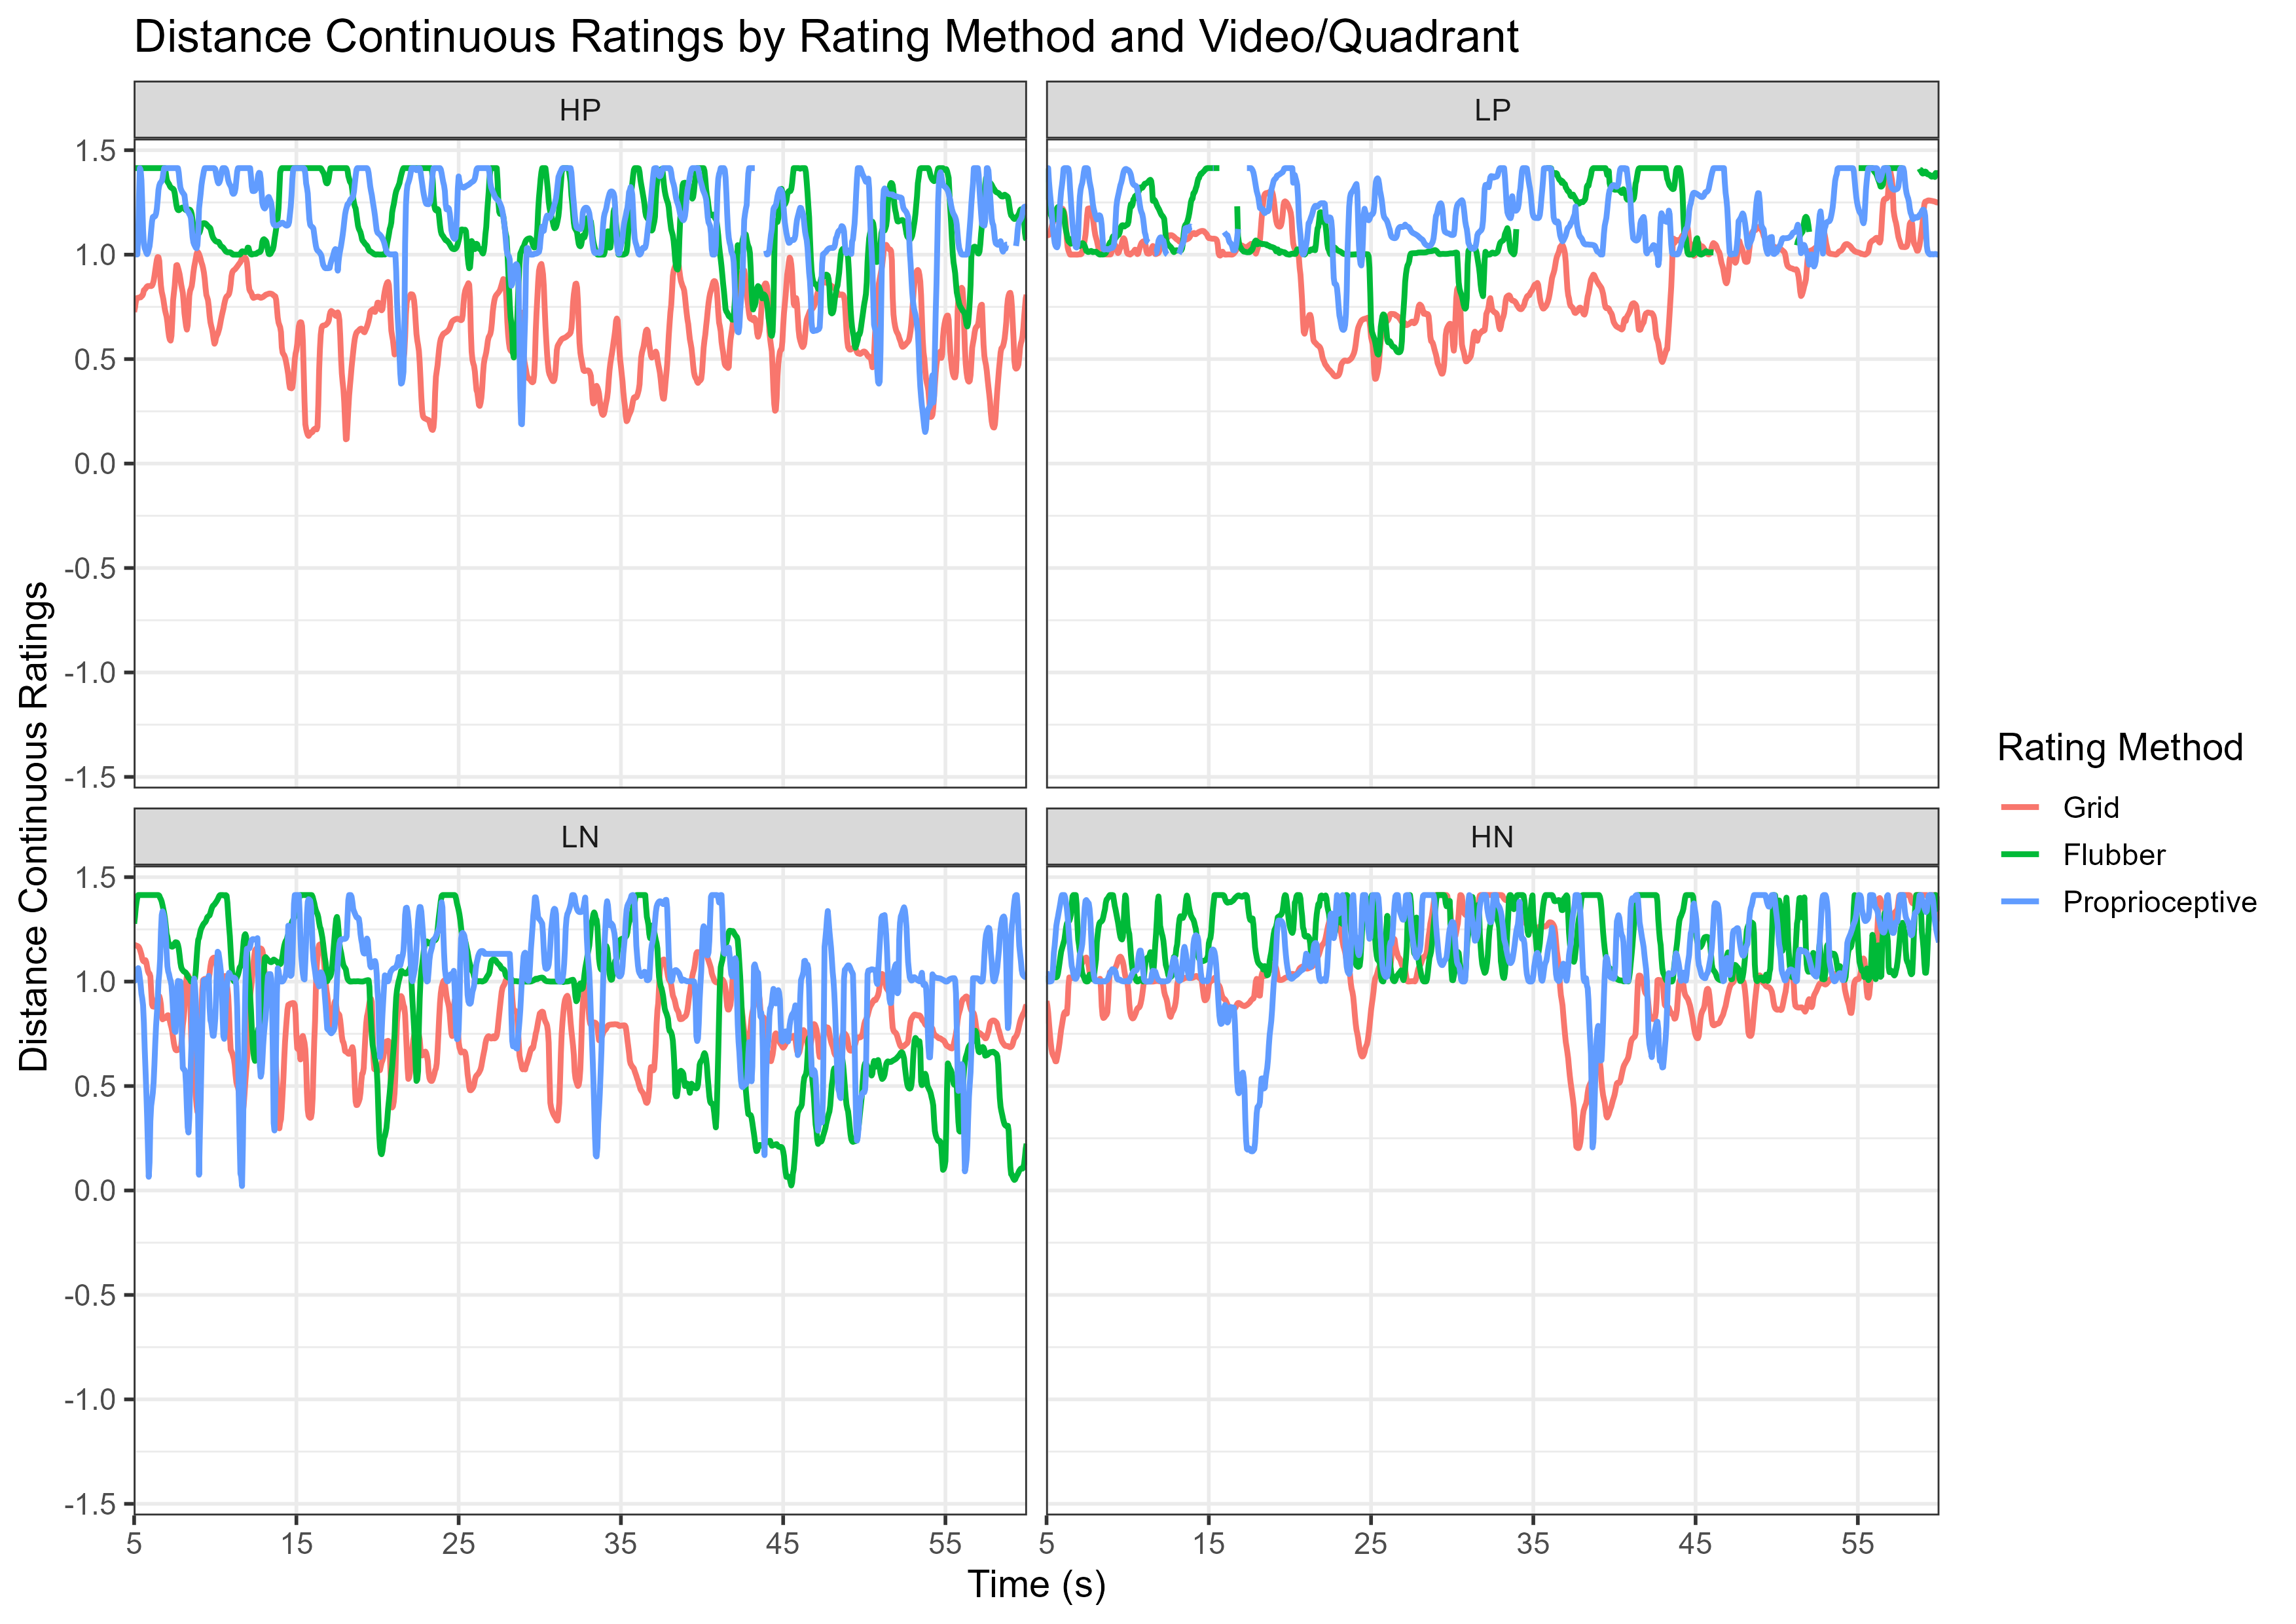 Distance Continuous Ratings by Rating Method and Video/Quadrant
HP
LP
1.5
1.0
0.5
0.0
-0.5
-1.0
-1.5
LN
HN
1.5
1.0
0.5
0.0
-0.5
-1.0
-1.5
5 15 25 35 45 55
5 15 25 35 45 55
Time (s)
Distance Continuous Ratings
Rating Method
Grid
Flubber
Proprioceptive